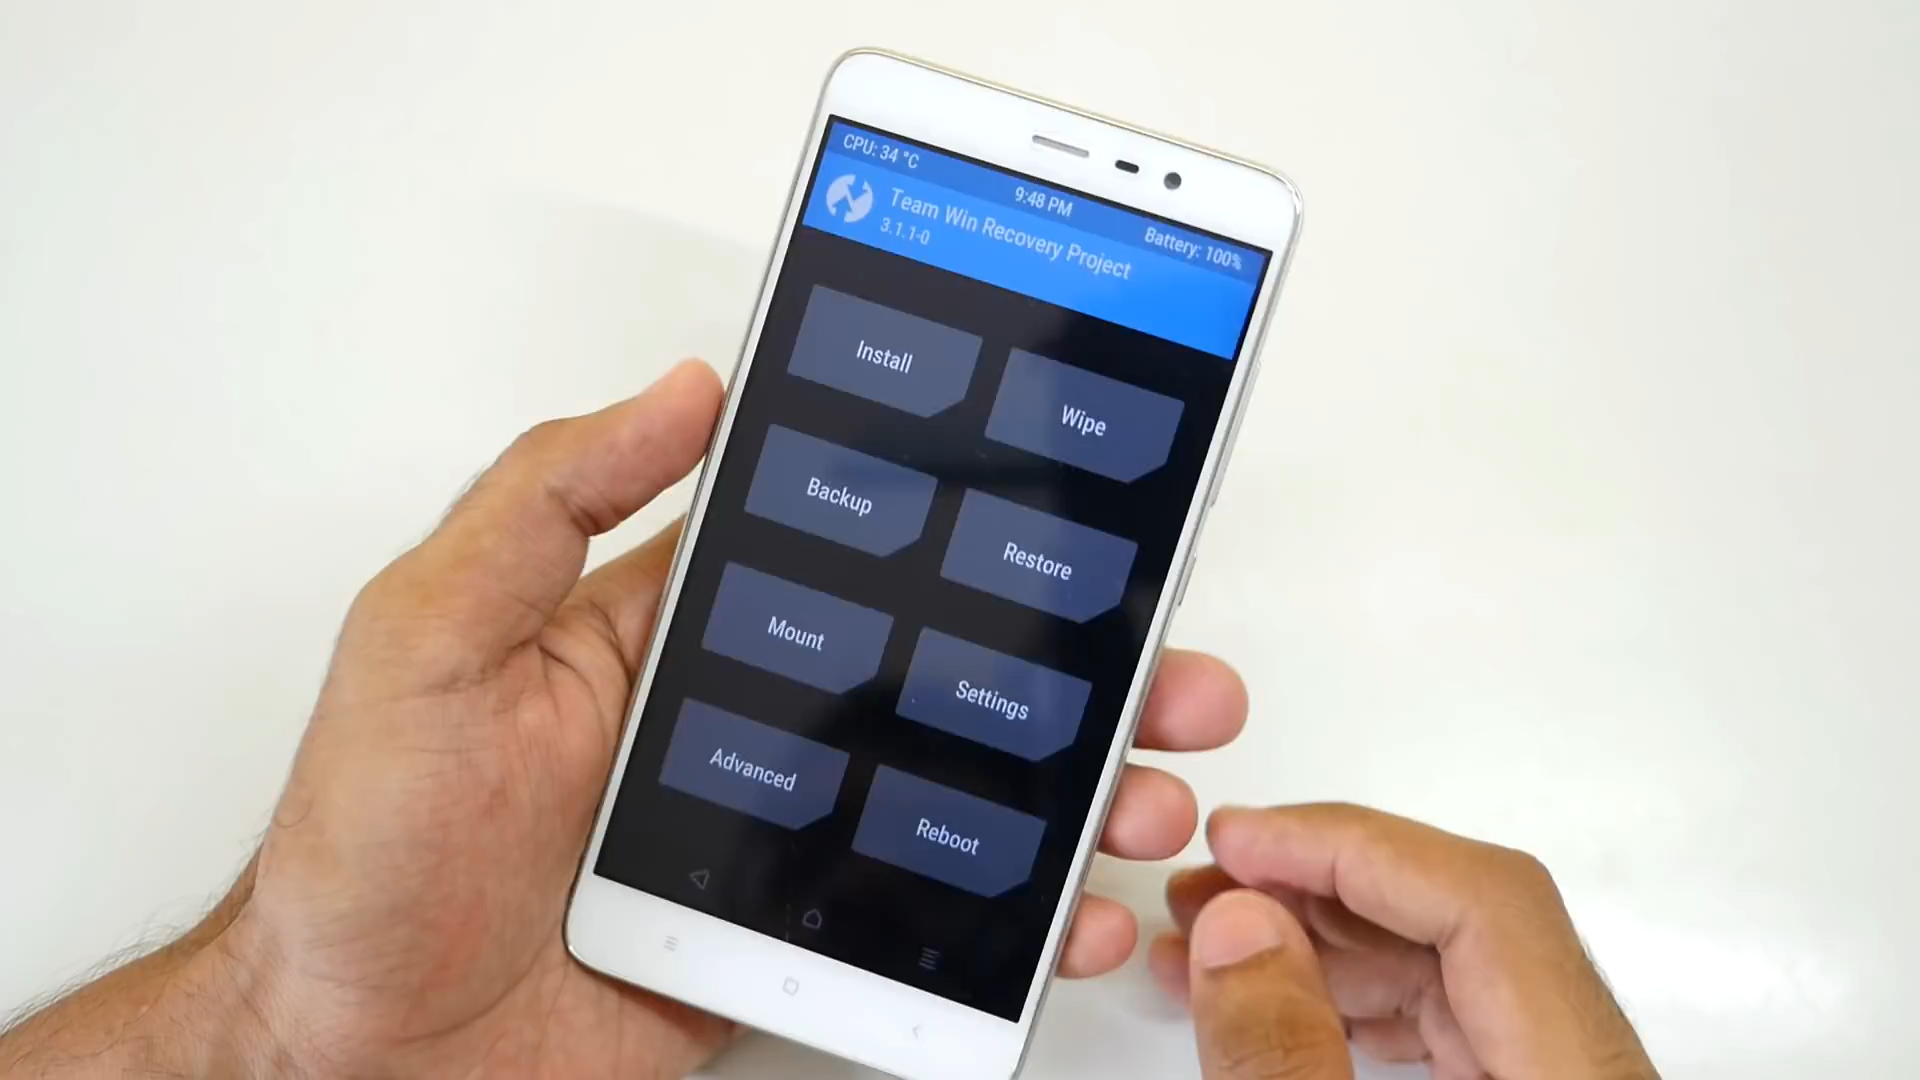 CPU: 34 °C
9:48 PM
Battery: 100%
Team Win Recovery Project
3.1.1-0
Install
Wipe
Backup
Restore
Mount
Settings
Advanced
Reboot